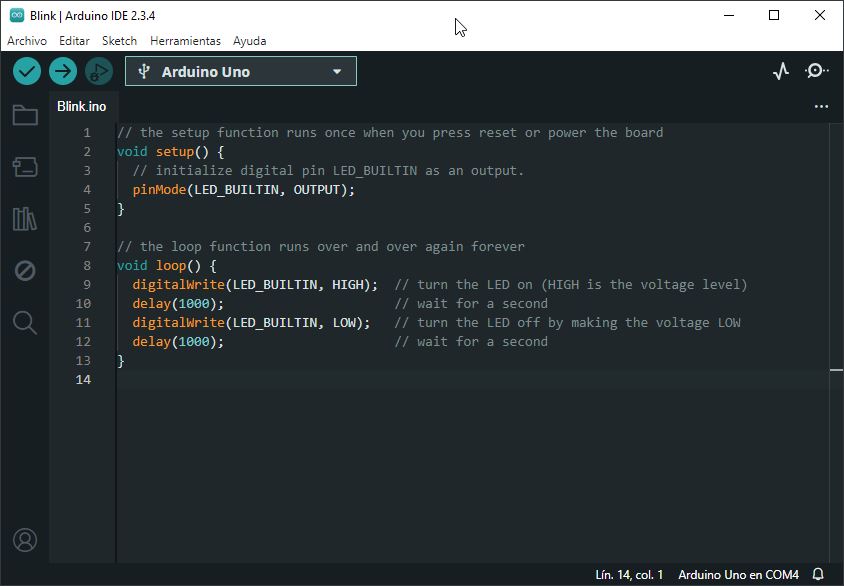 Blink | Arduino IDE 2.3.4
Archivo Editar Sketch Herramientas Ayuda
Arduino Uno
Blink.ino
1 // the setup function runs once when you press reset or power the board
2 void setup() {
3   // initialize digital pin LED_BUILTIN as an output.
4   pinMode(LED_BUILTIN, OUTPUT);
5 }
6
7 // the loop function runs over and over again forever
8 void loop() {
9   digitalWrite(LED_BUILTIN, HIGH);  // turn the LED on (HIGH is the voltage level)
10   delay(1000);                      // wait for a second
11   digitalWrite(LED_BUILTIN, LOW);   // turn the LED off by making the voltage LOW
12   delay(1000);                      // wait for a second
13 }
14
Lín. 14, col. 1 Arduino Uno en COM4